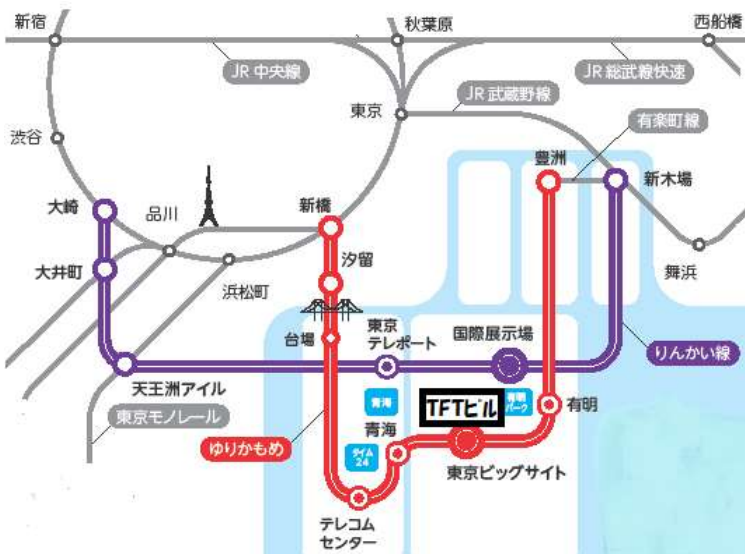 新宿
秋葉原
西船橋
JR中央線
JR総武線快速
東京
JR武蔵野線
有楽町線
渋谷
豊洲
新木場
大崎
品川
新橋
舞浜
大井町
汐留
浜松町
台場
東京
テレポート
国際展示場
りんかい線
天王洲アイル
青海
TFTビル
有明
パーク
有明
東京モノレール
ゆりかもめ
青海
タイム
24
東京ビッグサイト
テレコム
センター